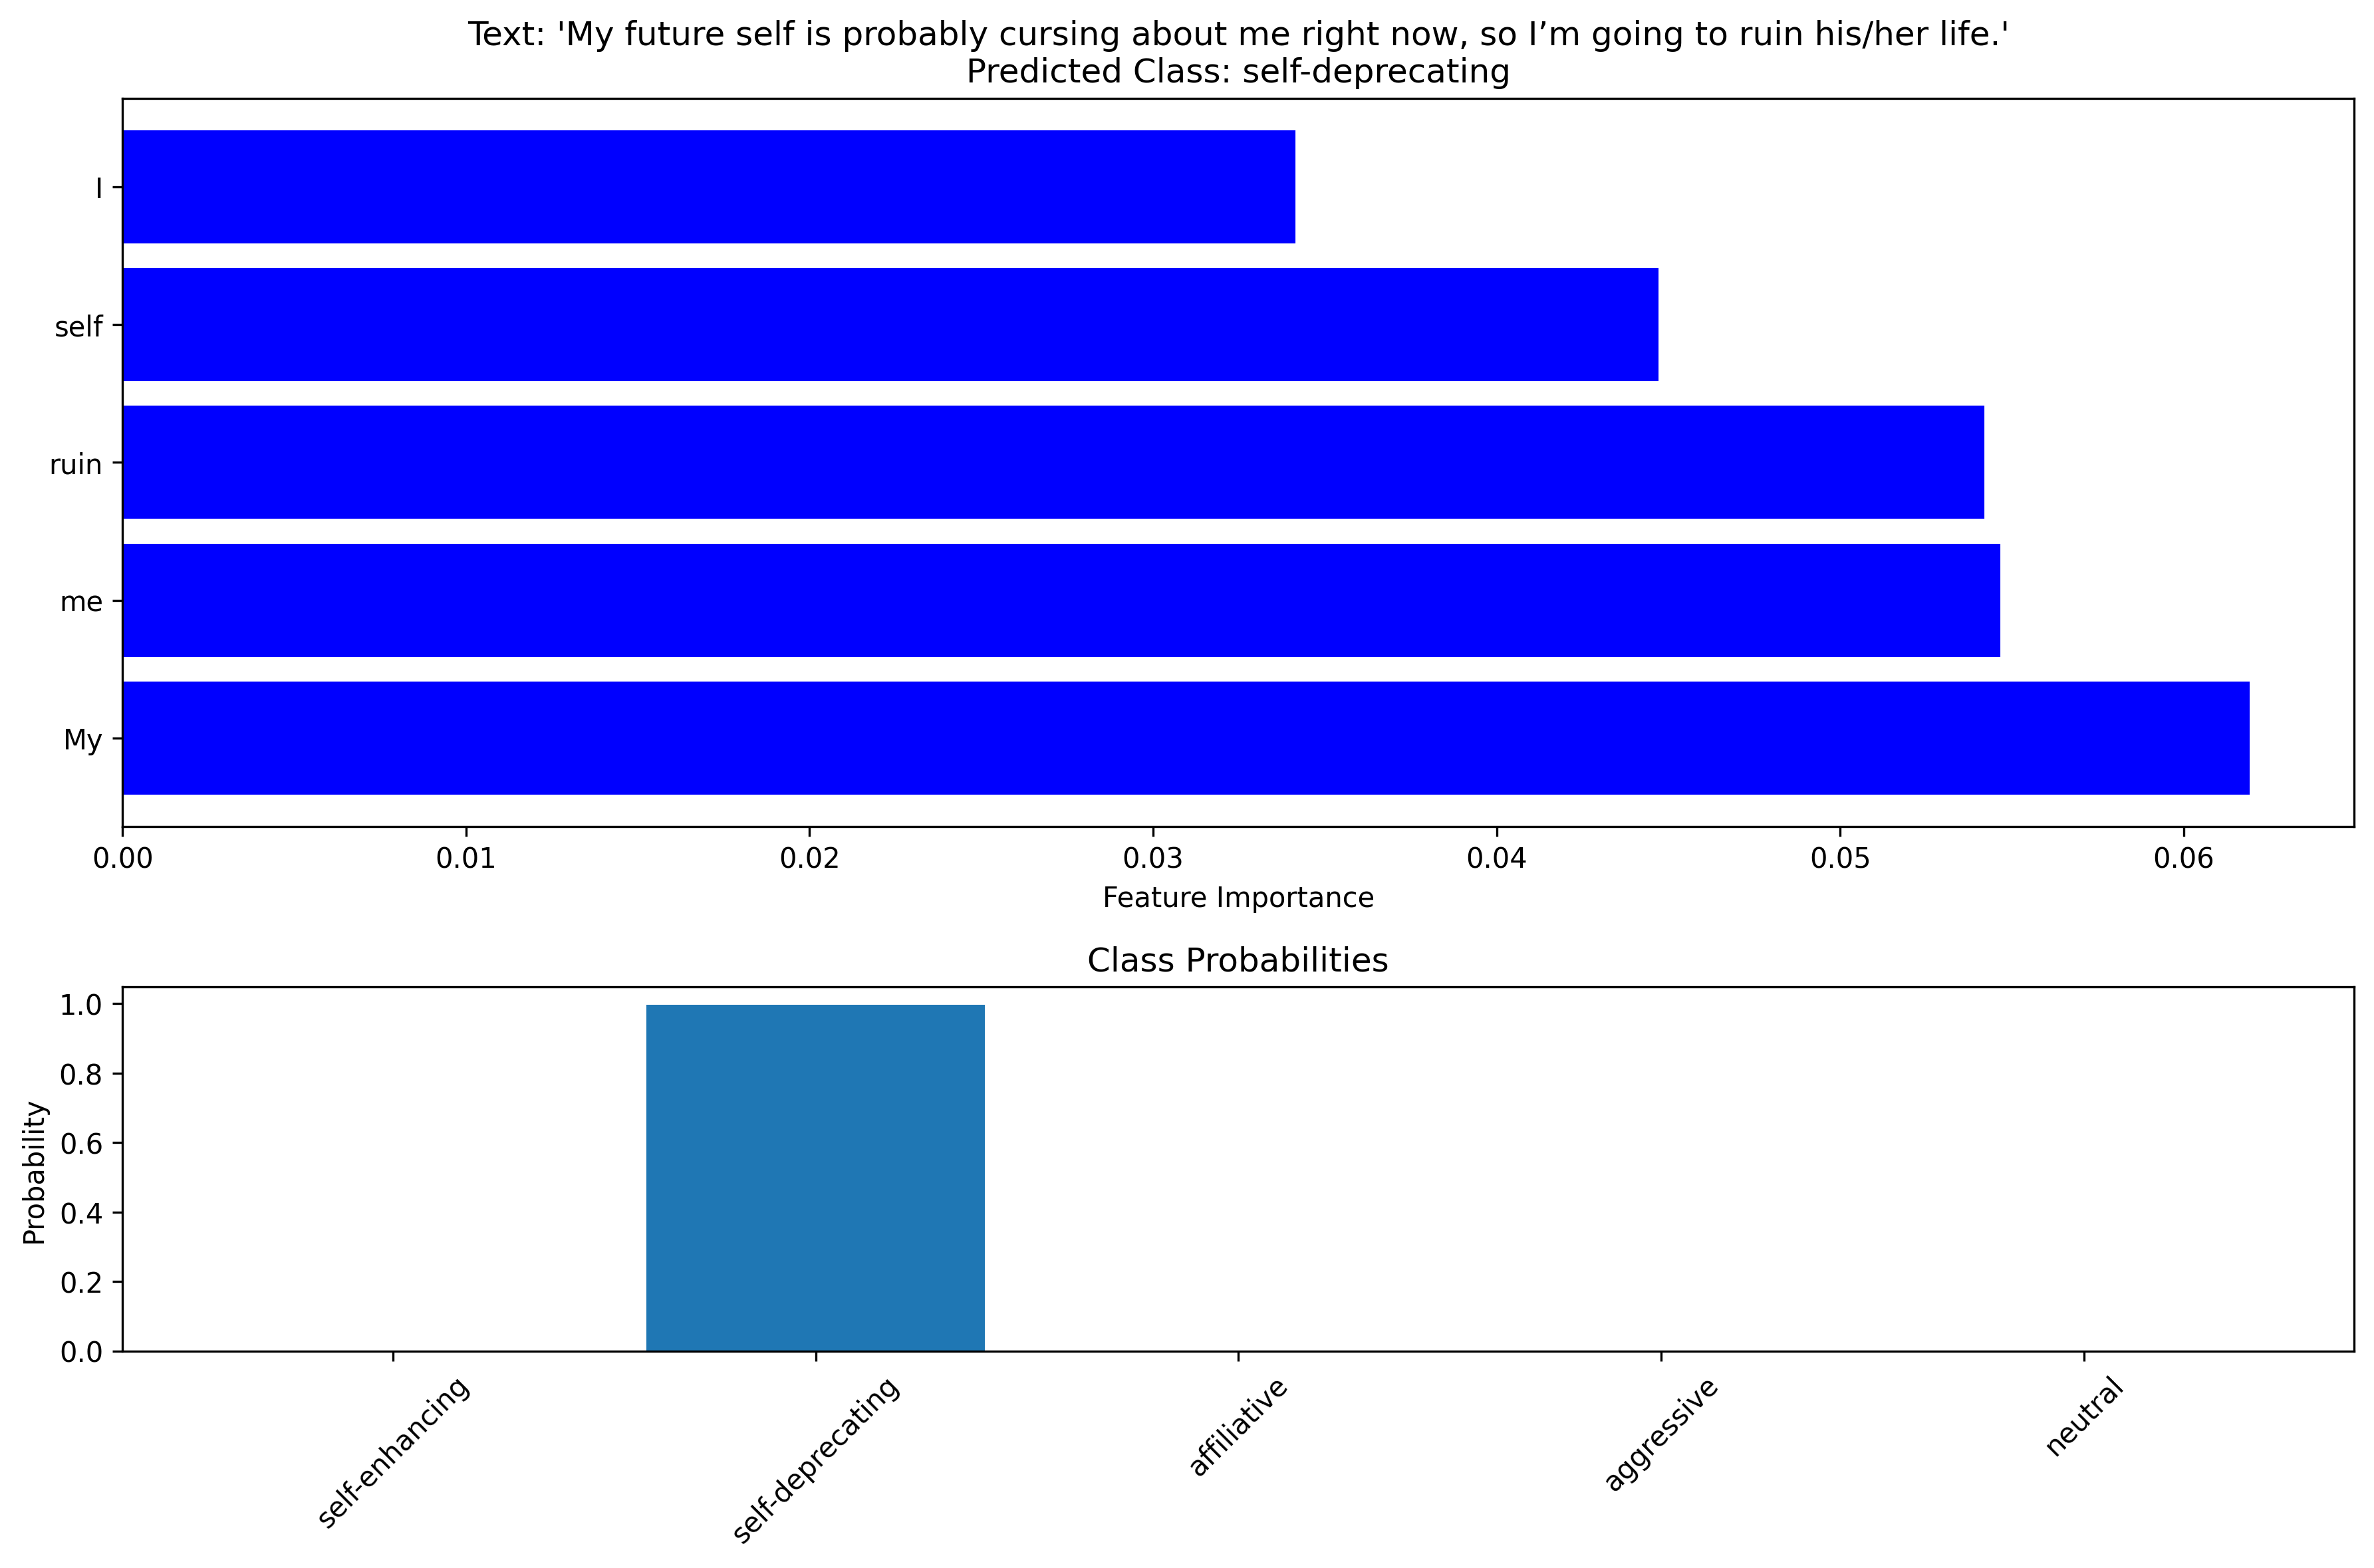 Text: 'My future self is probably cursing about me right now, so I’m going to ruin his/her life.'
Predicted Class: self-deprecating
I
self
ruin
me
My
0.00 0.01 0.02 0.03 0.04 0.05 0.06
Feature Importance
Class Probabilities
1.0
0.8
0.6
0.4
0.2
0.0
Probability
self-enhancing
self-deprecating
affiliative
aggressive
neutral